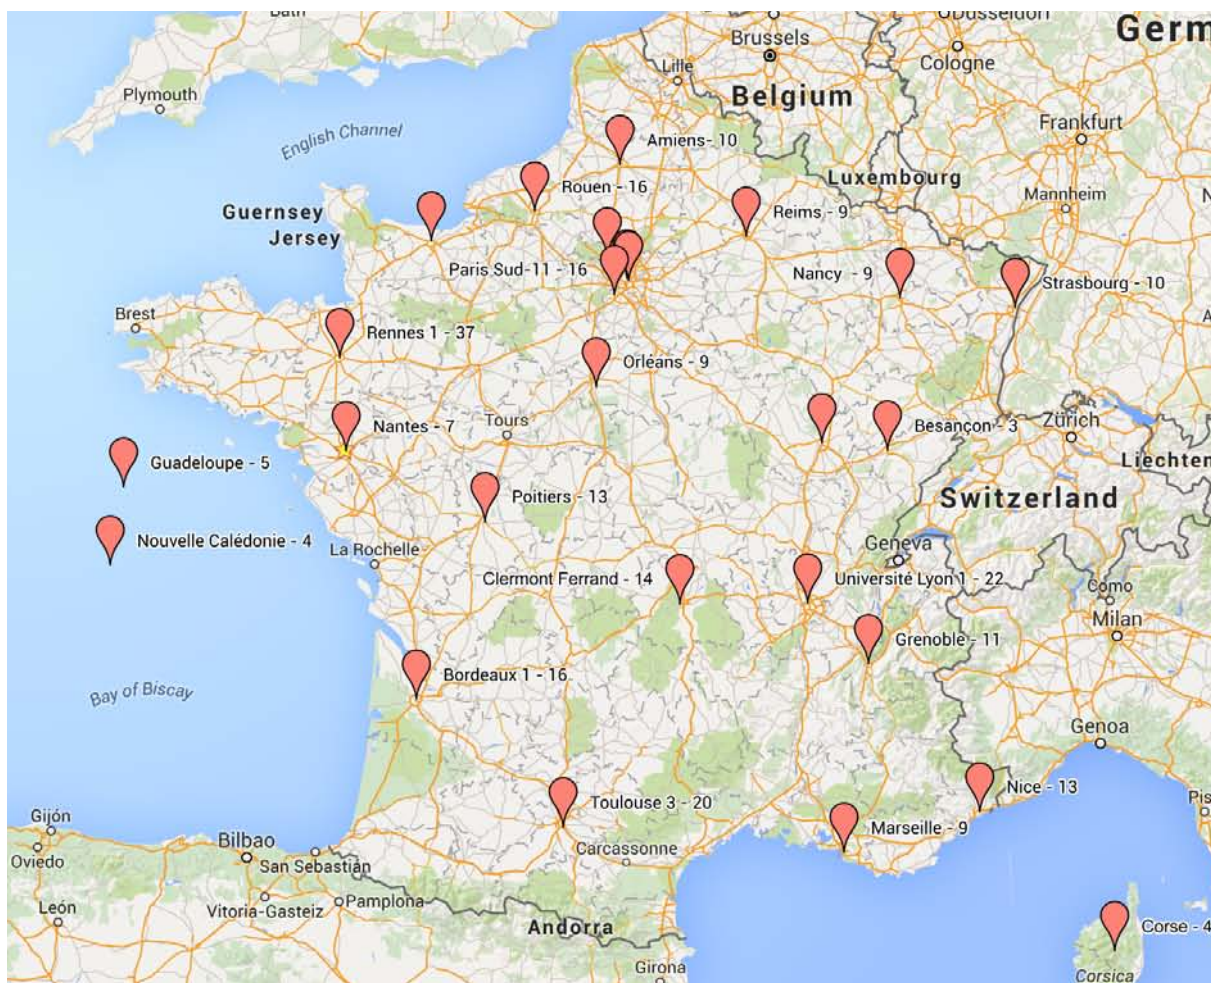 Bath
Düsseldorf
Germ
Brussels
Cologne
Lille
Plymouth
Belgium
English Channel
Frankfurt
Amiens- 10
Luxembourg
Rouen - 16
Mannheim
Guernsey
Jersey
Reims - 9
Paris Sud-11 - 16
Nancy - 9
Strasbourg - 10
Brest
Rennes 1 - 37
Orléans - 9
Nantes - 7
Tours
Besançon - 3
Zürich
Guadeloupe - 5
Liechten
Poitiers - 13
Switzerland
Nouvelle Calédonie - 4
La Rochelle
Geneva
Clermont Ferrand - 14
Université Lyon 1 - 22
Como
Milan
Grenoble - 11
Bordeaux 1 - 16
Bay of Biscay
Genoa
Nice - 13
Toulouse 3 - 20
Pis
Gijón
Marseille - 9
Bilbao
Carcassonne
Oviedo
San Sebastián
León
Vitoria-Gasteiz
Pamplona
Andorra
Corse - 4
Girona
Corsica